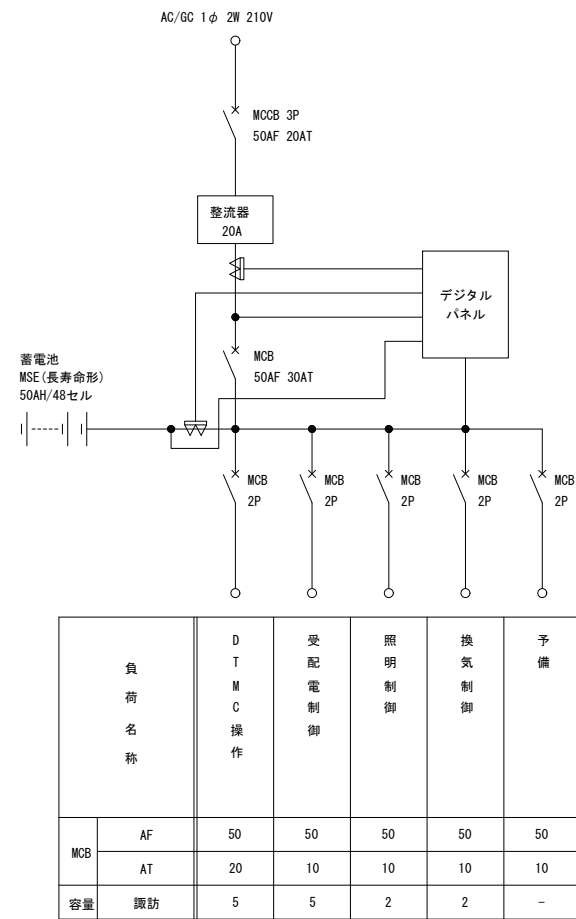 AC/GC 1φ 2W 210V
MCCB 3P
50AF 20AT
整流器
20A
デジタル
パネル
MCB
50AF 30AT
蓄電池
MSE(長寿命形)
50AH/48セル
MCB
2P
MCB
2P
MCB
2P
MCB
2P
MCB
2P
負荷名称
DTMC操作
受配電制御
照明制御
換気制御
予備
MCB
AF 50 50 50 50 50
AT 20 10 10 10 10
容量 諏訪 5 5 2 2 -